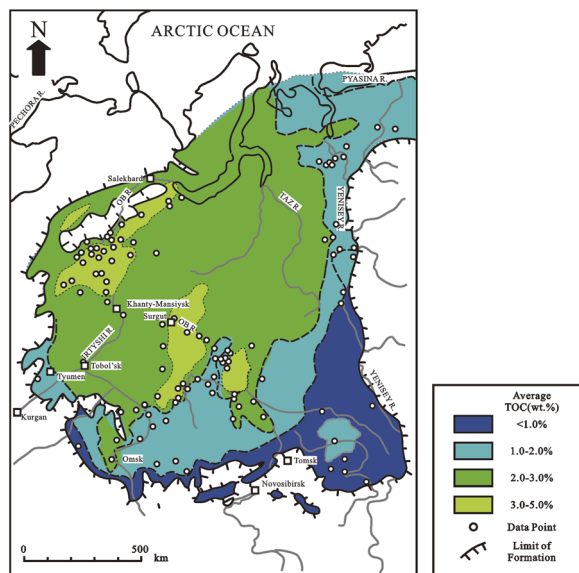 ARCTIC OCEAN
N
PYASINA R.
PECHORA R.
Salekhard
OB R.
TAZ R.
YENISEY R.
Khanty-Mansiysk
Surgut
OB R.
IRTYSHI R.
Tobol'sk
Tyumen
YENISEY R.
Kurgan
Omsk
Tomsk
Novosibirsk
0
500
km
Average
TOC(wt.%)
<1.0%
1.0-2.0%
2.0-3.0%
3.0-5.0%
Data Point
Limit of
Formation